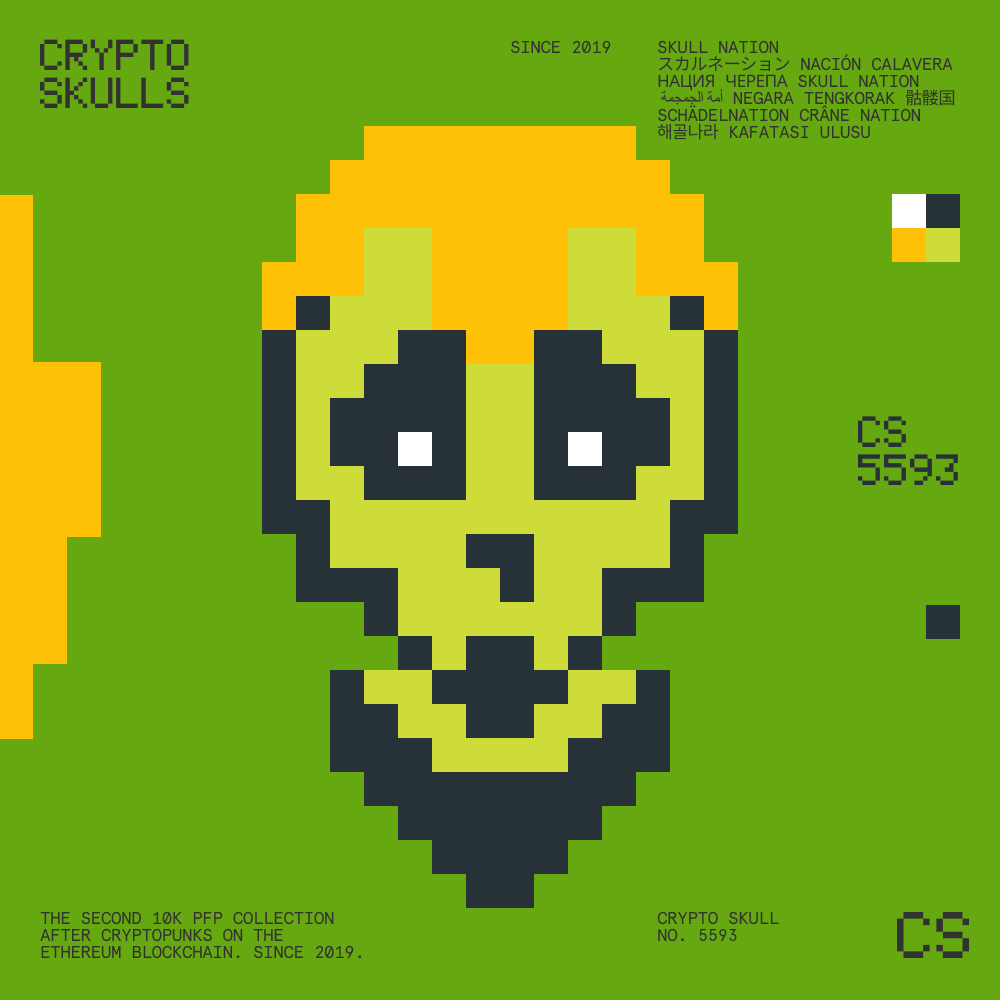 CRYPTO
SKULLS
SINCE 2019
SKULL NATION
スカルネーション NACIÓN CALAVERA
НАЦИЯ ЧЕРЕПА SKULL NATION
أمة الجمجمة NEGARA TENGKORAK 骷髅国
SCHÄDELNATION CRÂNE NATION
해골나라 KAFATASI ULUSU
CS
5593
THE SECOND 10K PFP COLLECTION
AFTER CRYPTOPUNKS ON THE
ETHEREUM BLOCKCHAIN. SINCE 2019.
CRYPTO SKULL
NO. 5593
CS